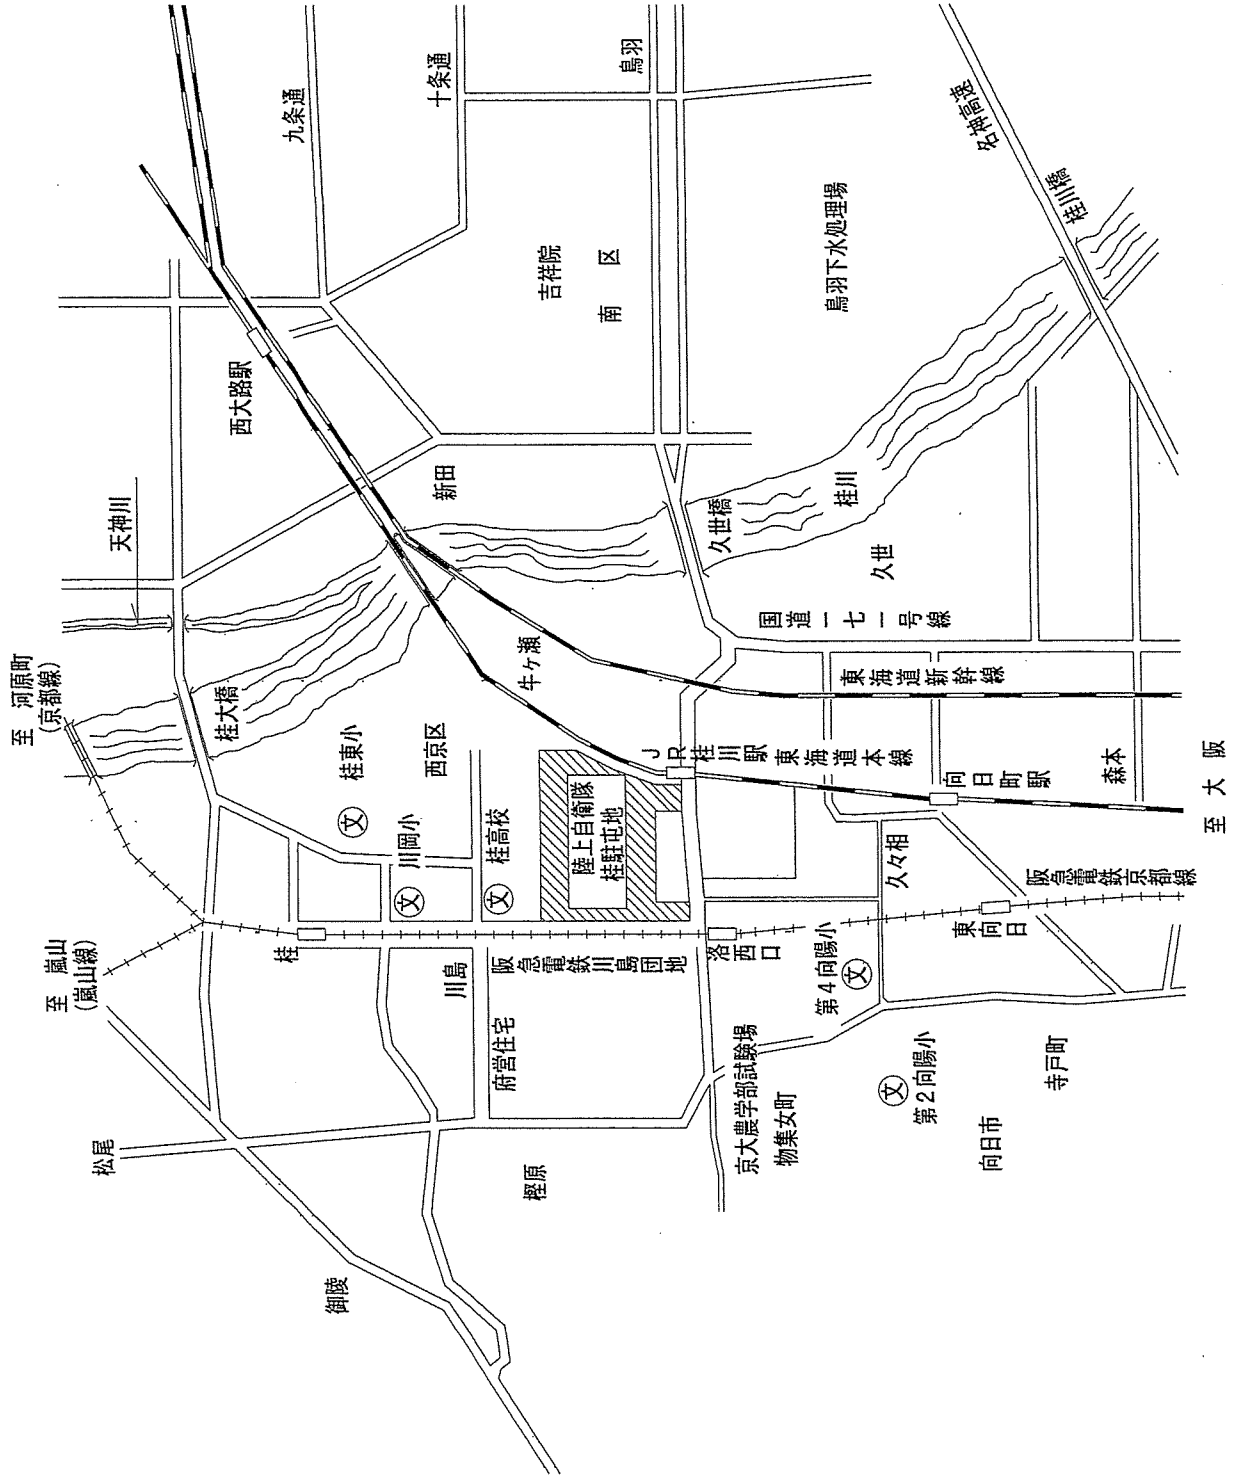 至 河原町
(京都線)
天神川
西大路駅
九条通
十条通
鳥羽
名神高速
桂川橋
吉祥院
南区
鳥羽下水処理場
新田
久世橋
桂川
久世
国道一七一号線
東海道新幹線
牛ヶ瀬
桂大橋
桂東小
文
西京区
川岡小
文
桂高校
文
陸上自衛隊
桂駐屯地
JR桂川駅
東海道本線
向日町駅
森本
至 大阪
久々相
阪急電鉄京都線
東向日
洛西口
第4向陽小
文
至 嵐山
(嵐山線)
桂
川島
阪急電鉄川島団地
府営住宅
京大農学部試験場
物集女町
文
第2向陽小
寺戸町
向日市
松尾
樫原
御陵